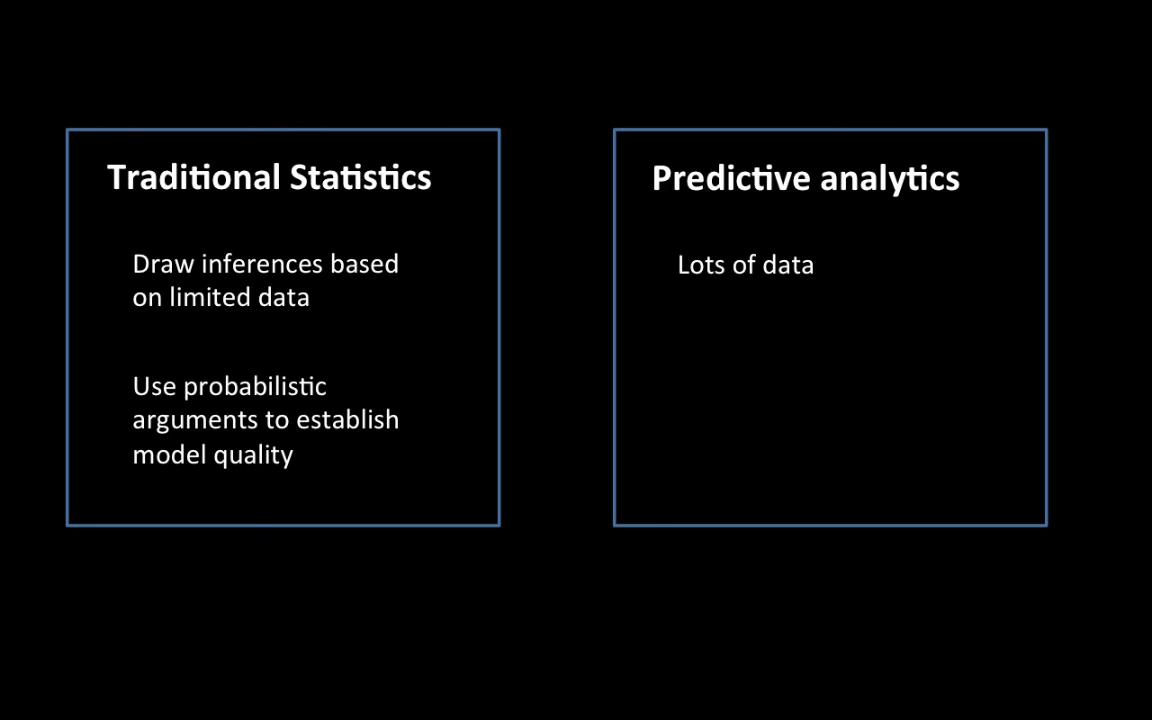 Traditional Statistics
Draw inferences based
on limited data
Use probabilistic
arguments to establish
model quality
Predictive analytics
Lots of data